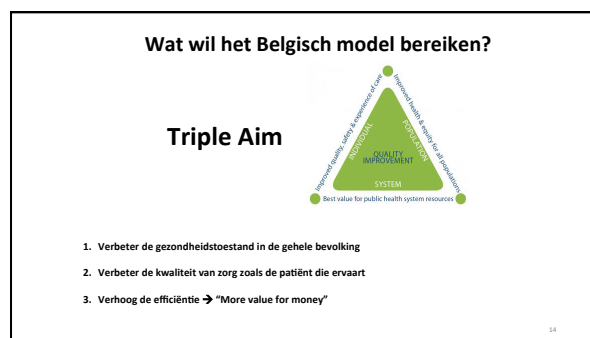 Wat wil het Belgisch model bereiken?
Triple Aim
Improved quality, safety & experience of care
Improved health & equity for all populations
INDIVIDUAL
POPULATION
QUALITY
IMPROVEMENT
SYSTEM
Best value for public health system resources
1. Verbeter de gezondheidstoestand in de gehele bevolking
2. Verbeter de kwaliteit van zorg zoals de patiënt die ervaart
3. Verhoog de efficiëntie → “More value for money”
14